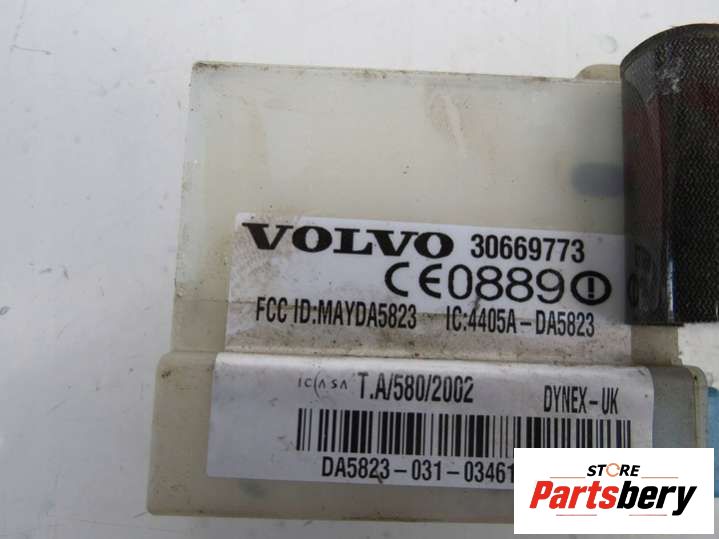 VOLVO 30669773
CE0889
FCC ID:MAYDA5823 IC:4405A-DA5823
ICASA T.A/580/2002 DYNEX-UK
DA5823-031-03461
STORE
Partsbery